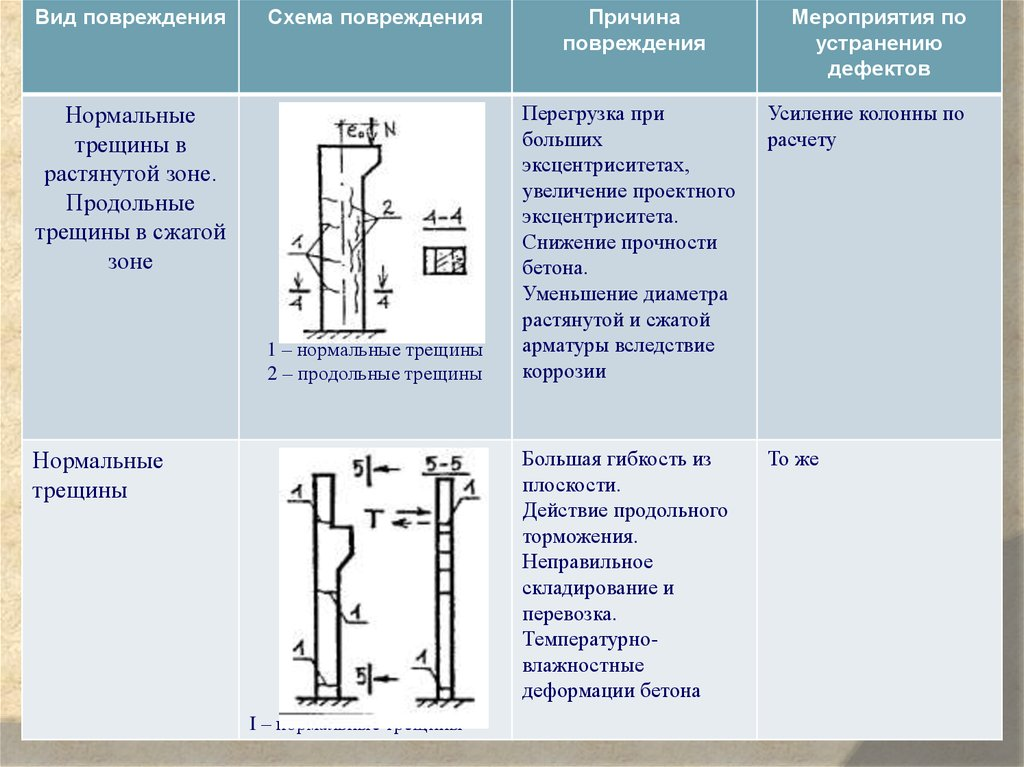 Вид повреждения
Схема повреждения
Причина
повреждения
Мероприятия по
устранению
дефектов
Нормальные
трещины в
растянутой зоне.
Продольные
трещины в сжатой
зоне
e₀ N
2
4-4
1
4
4
1 – нормальные трещины
2 – продольные трещины
Перегрузка при
больших
эксцентриситетах,
увеличение проектного
эксцентриситета.
Снижение прочности
бетона.
Уменьшение диаметра
растянутой и сжатой
арматуры вследствие
коррозии
Усиление колонны по
расчету
Нормальные
трещины
5
5-5
1
1
T
1
1
1
5
I – нормальные трещины
Большая гибкость из
плоскости.
Действие продольного
торможения.
Неправильное
складирование и
перевозка.
Температурно-
влажностные
деформации бетона
То же